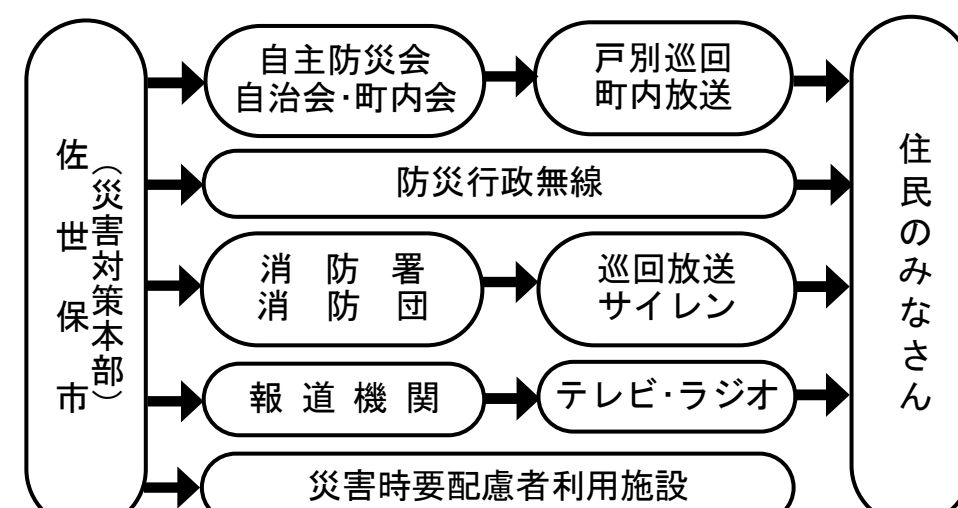 佐世保市
（災害対策本部）
自主防災会
自治会・町内会
戸別巡回
町内放送
防災行政無線
消防署
消防団
巡回放送
サイレン
報道機関
テレビ・ラジオ
災害時要配慮者利用施設
住民のみなさん